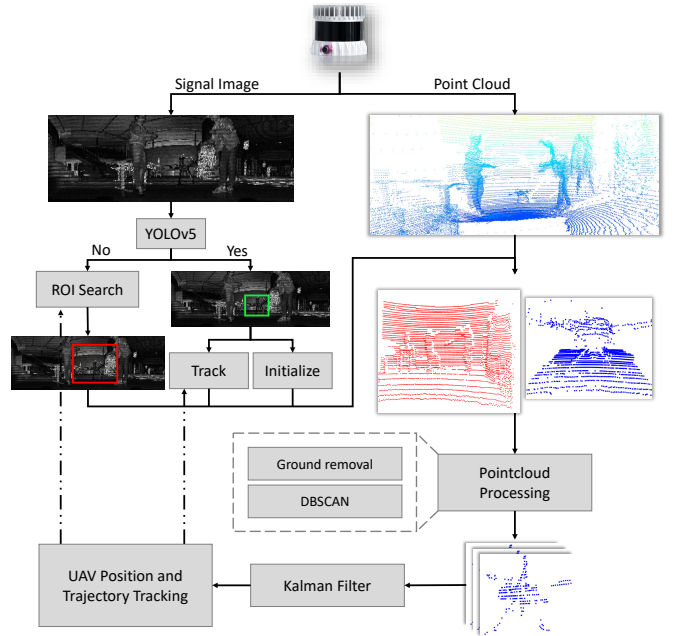 Signal Image
Point Cloud
YOLOv5
No
Yes
ROI Search
Track
Initialize
Ground removal
DBSCAN
Pointcloud
Processing
UAV Position and
Trajectory Tracking
Kalman Filter